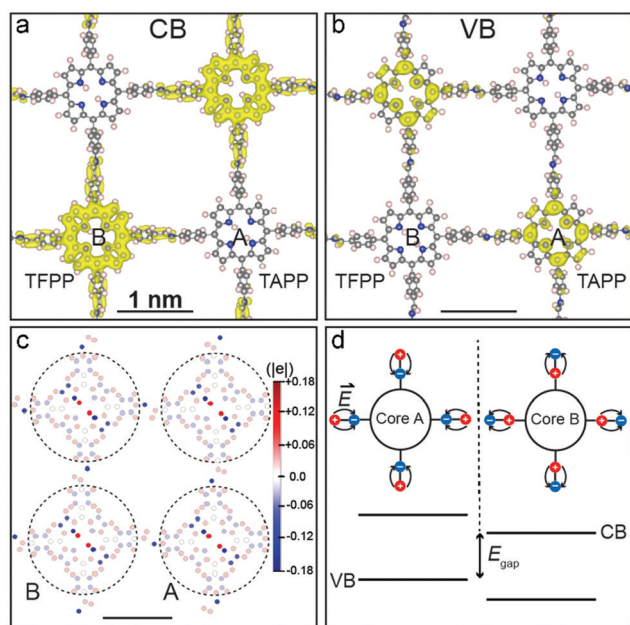 a
CB
B
A
TFPP
1 nm
TAPP
b
VB
B
A
TFPP
TAPP
c
(|e|)
+0.18
+0.12
+0.06
0.0
-0.06
-0.12
-0.18
B
A
d
E
Core A
Core B
CB
E gap
VB